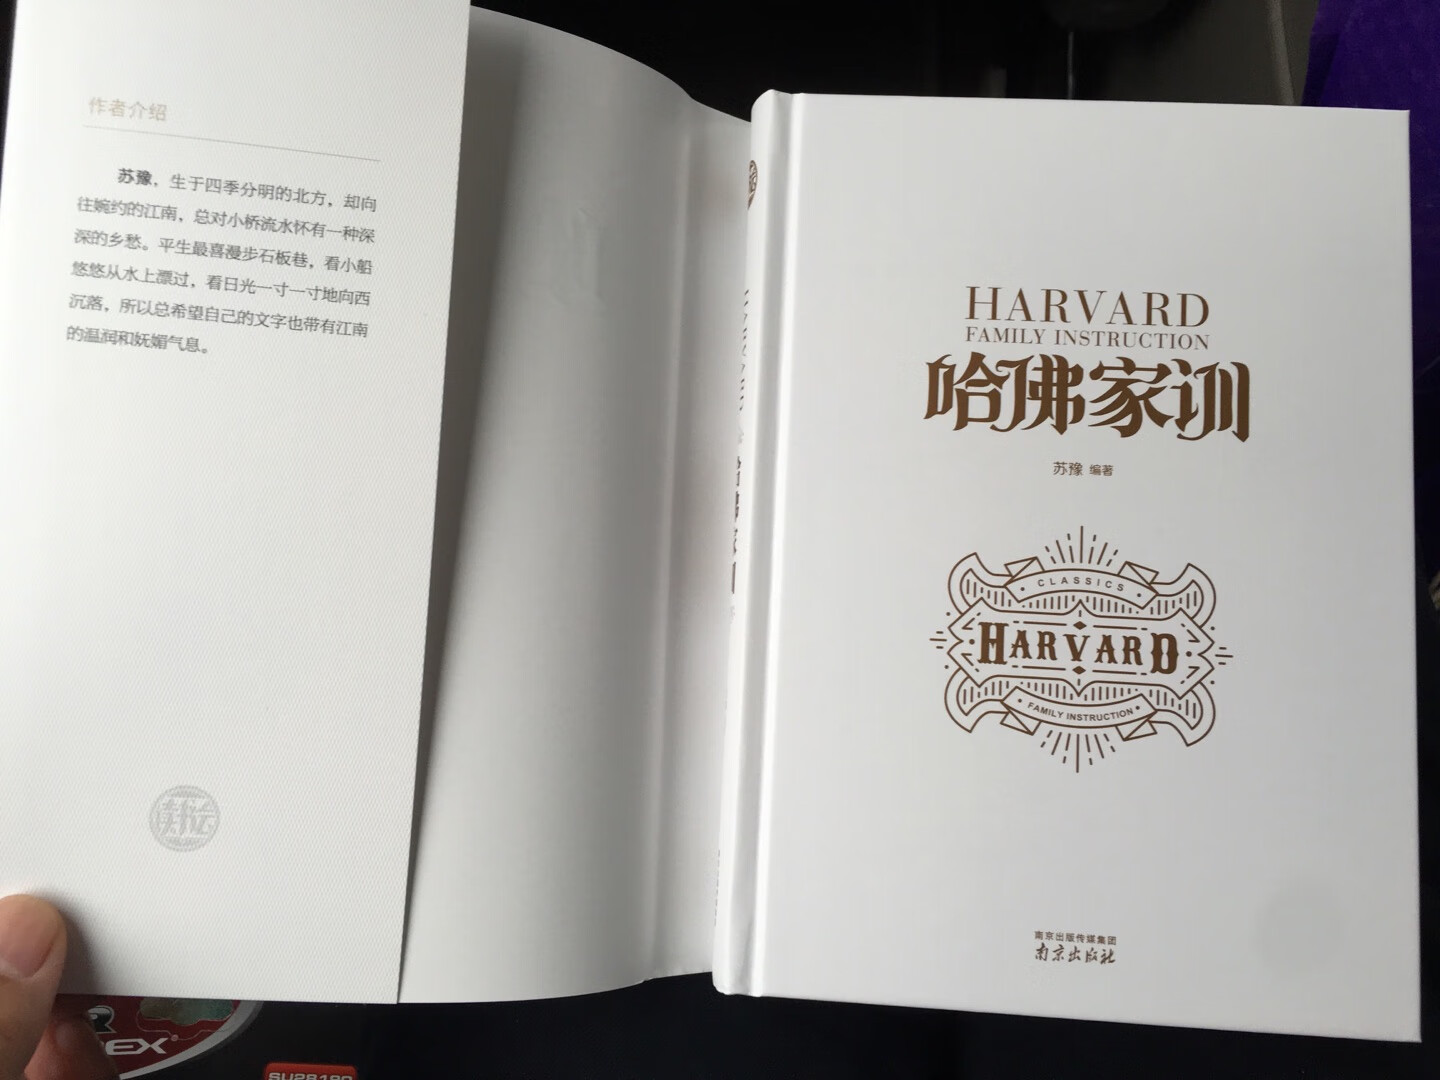 作者介绍
苏豫，生于四季分明的北方，却向
往婉约的江南，总对小桥流水怀有一种深
深的乡愁。平生最喜漫步石板巷，看小船
悠悠从水上漂过，看日光一寸一寸地向西
沉落，所以总希望自己的文字也带有江南
的温润和妩媚气息。
读书会
HARVARD
FAMILY INSTRUCTION
哈佛家训
苏豫 编著
CLASSICS
HARVARD
FAMILY INSTRUCTION
南京出版传媒集团
南京出版社